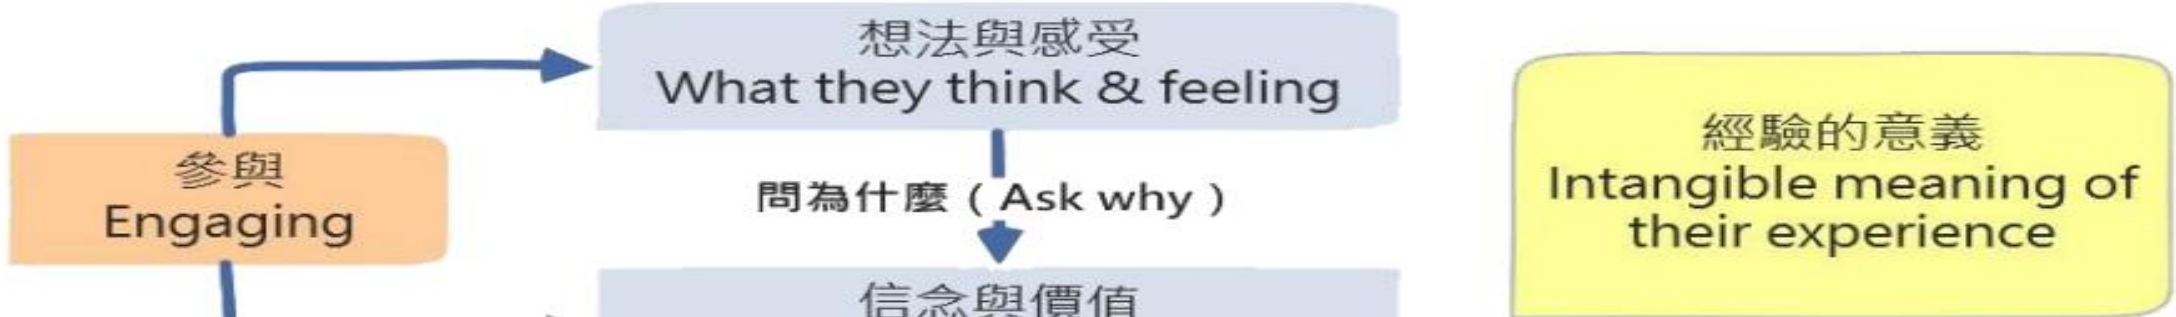 想法與感受
What they think & feeling
參與
Engaging
問為什麼（Ask why）
經驗的意義
Intangible meaning of
their experience
信念與價值